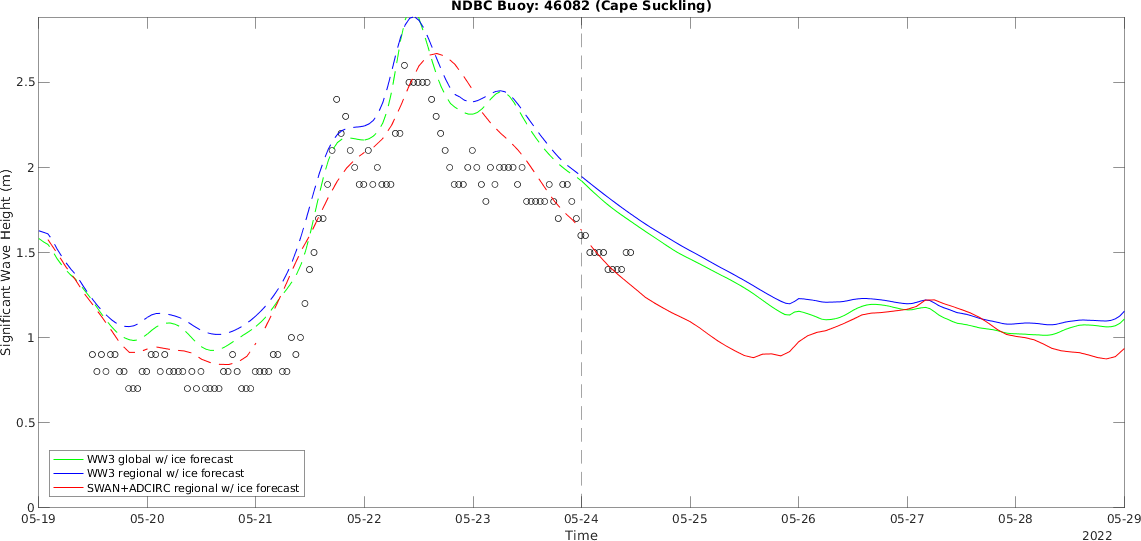 NDBC Buoy: 46082 (Cape Suckling)
Significant Wave Height (m)
2.5
2
1.5
1
0.5
0
WW3 global w/ ice forecast
WW3 regional w/ ice forecast
SWAN+ADCIRC regional w/ ice forecast
05-19 05-20 05-21 05-22 05-23 05-24 05-25 05-26 05-27 05-28 05-29
Time
2022